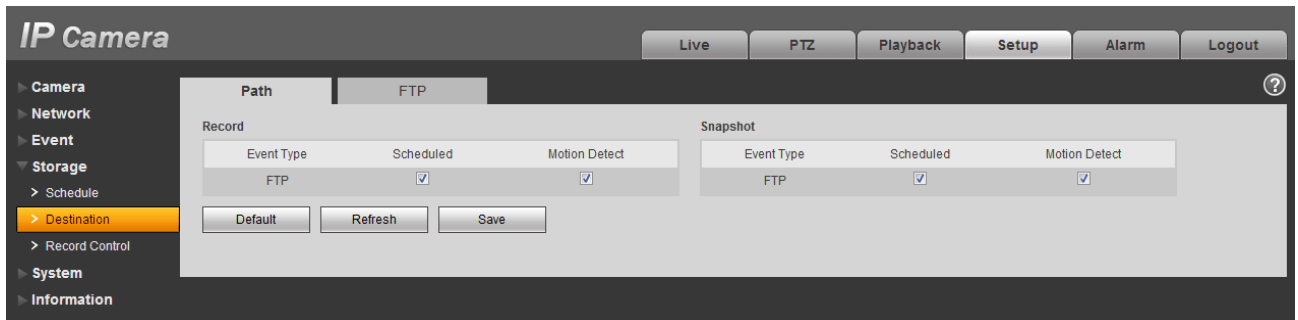 IP Camera
Live PTZ Playback Setup Alarm Logout
Camera
Network
Event
Storage
> Schedule
> Destination
> Record Control
System
Information
Path FTP
?
Record
Event Type Scheduled Motion Detect
FTP
Snapshot
Event Type Scheduled Motion Detect
FTP
Default Refresh Save